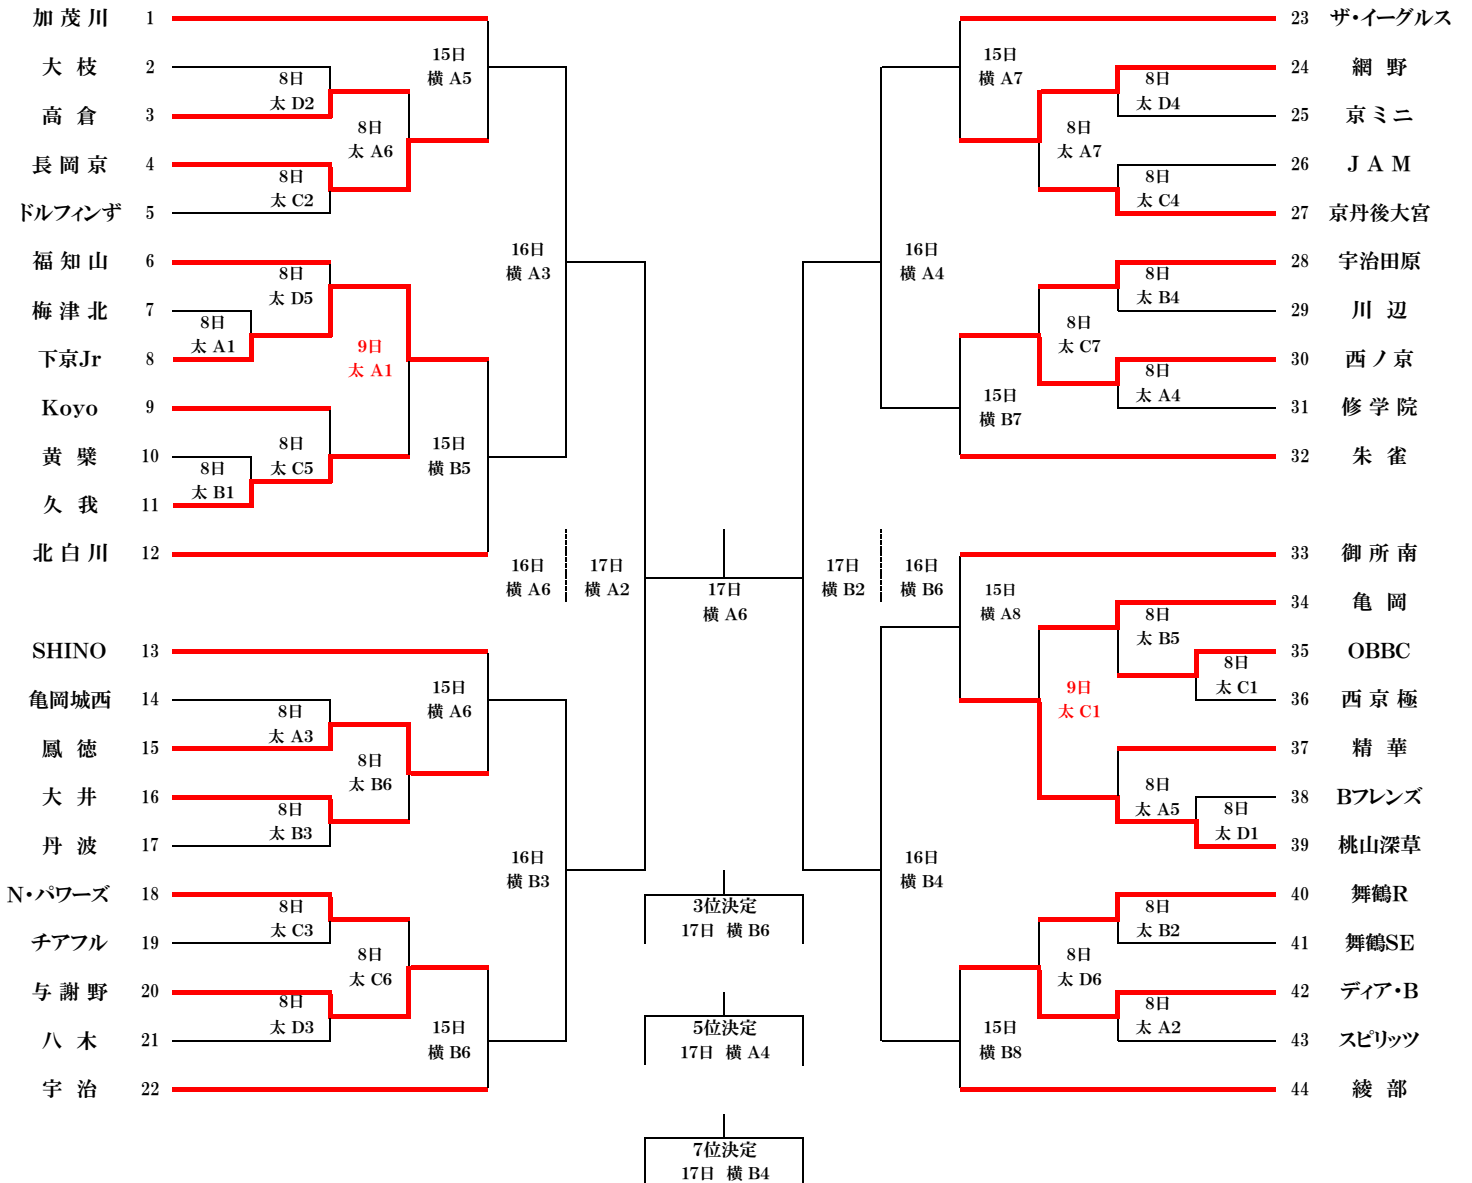 加茂川 1
大枝 2
高倉 3
長岡京 4
ドルフィンず 5
福知山 6
梅津北 7
下京Jr 8
Koyo 9
黄檗 10
久我 11
北白川 12
SHINO 13
亀岡城西 14
鳳徳 15
大井 16
丹波 17
N・パワーズ 18
チアフル 19
与謝野 20
八木 21
宇治 22
8日
太 D2
8日
太 C2
8日
太 A6
15日
横 A5
8日
太 D5
8日
太 A1
9日
太 A1
8日
太 C5
8日
太 B1
15日
横 B5
16日
横 A3
8日
太 A3
8日
太 B3
8日
太 B6
15日
横 A6
8日
太 C3
8日
太 D3
8日
太 C6
15日
横 B6
16日
横 B3
16日
横 A6
17日
横 A2
17日
横 A6
17日
横 B2
16日
横 B6
3位決定
17日 横 B6
5位決定
17日 横 A4
7位決定
17日 横 B4
23 ザ・イーグルス
24 網野
25 京ミニ
26 JAM
27 京丹後大宮
28 宇治田原
29 川辺
30 西ノ京
31 修学院
32 朱雀
33 御所南
34 亀岡
35 OBBC
36 西京極
37 精華
38 Bフレンズ
39 桃山深草
40 舞鶴R
41 舞鶴SE
42 ディア・B
43 スピリッツ
44 綾部
15日
横 A7
8日
太 D4
8日
太 A7
8日
太 C4
16日
横 A4
8日
太 B4
8日
太 C7
8日
太 A4
15日
横 B7
15日
横 A8
8日
太 B5
8日
太 C1
9日
太 C1
8日
太 A5
8日
太 D1
16日
横 B4
8日
太 B2
8日
太 D6
8日
太 A2
15日
横 B8